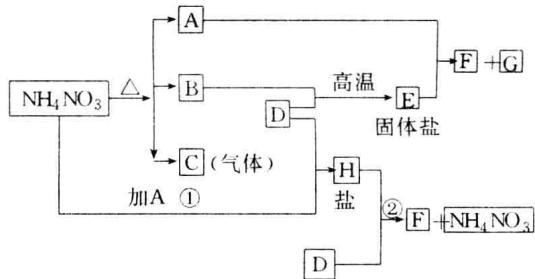 A
F + G
NH₄NO₃ △ B 高温
D E
固体盐
C (气体) H
加A ① 盐
② F + NH₄NO₃
D